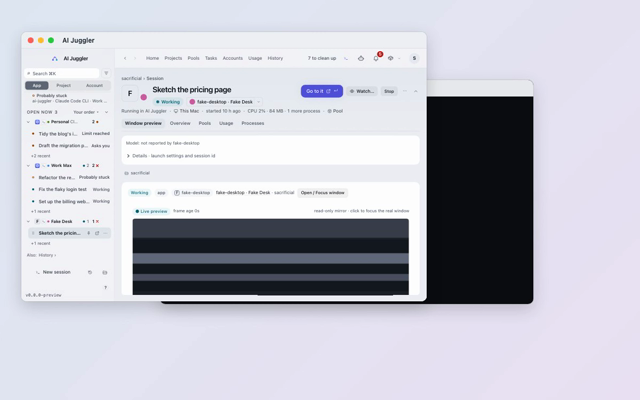 AI Juggler
AI Juggler
Home Projects Pools Tasks Accounts Usage History
7 to clean up
S
Search ⌘K
App Project Account
Probably stuck
ai-juggler · Claude Code CLI · Work ...
OPEN NOW 3 Your order
Personal 2
Tidy the blog's i... Limit reached
Draft the migration p... Asks you
+2 recent
Work Max 2 2
Refactor the re... Probably stuck
Fix the flaky login test Working
Set up the billing web... Working
+1 recent
F Fake Desk 1 1
Sketch the pricin...
+1 recent
Also: History ›
New session
?
v0.0.0-preview
sacrificial › Session
F
Sketch the pricing page
Working fake-desktop · Fake Desk
Go to it Watch... Stop
Running in AI Juggler · This Mac · started 10 h ago · CPU 2% · 84 MB · 1 more process · Pool
Window preview Overview Pools Usage Processes
Model: not reported by fake-desktop
Details · launch settings and session id
sacrificial
Working app F fake-desktop fake-desktop · Fake Desk · sacrificial Open / Focus window
Live preview frame age 0s read-only mirror · click to focus the real window